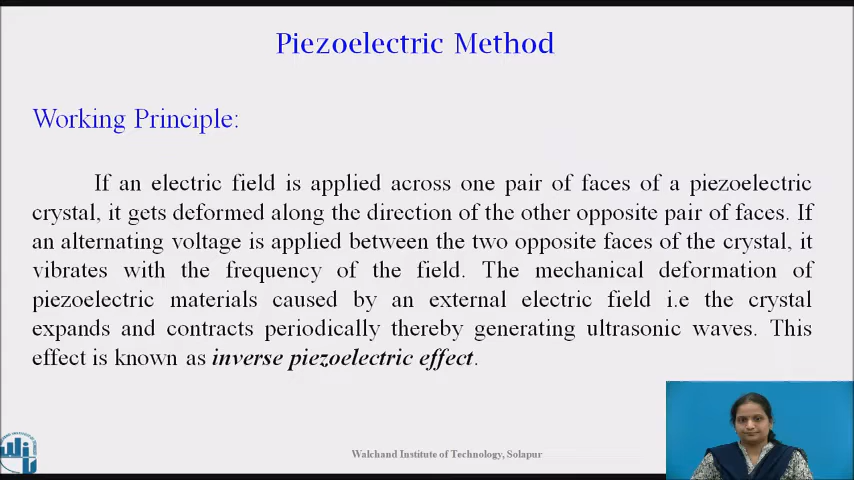 Piezoelectric Method
Working Principle:
If an electric field is applied across one pair of faces of a piezoelectric
crystal, it gets deformed along the direction of the other opposite pair of faces. If
an alternating voltage is applied between the two opposite faces of the crystal, it
vibrates with the frequency of the field. The mechanical deformation of
piezoelectric materials caused by an external electric field i.e the crystal
expands and contracts periodically thereby generating ultrasonic waves. This
effect is known as inverse piezoelectric effect.
Walchand Institute of Technology, Solapur